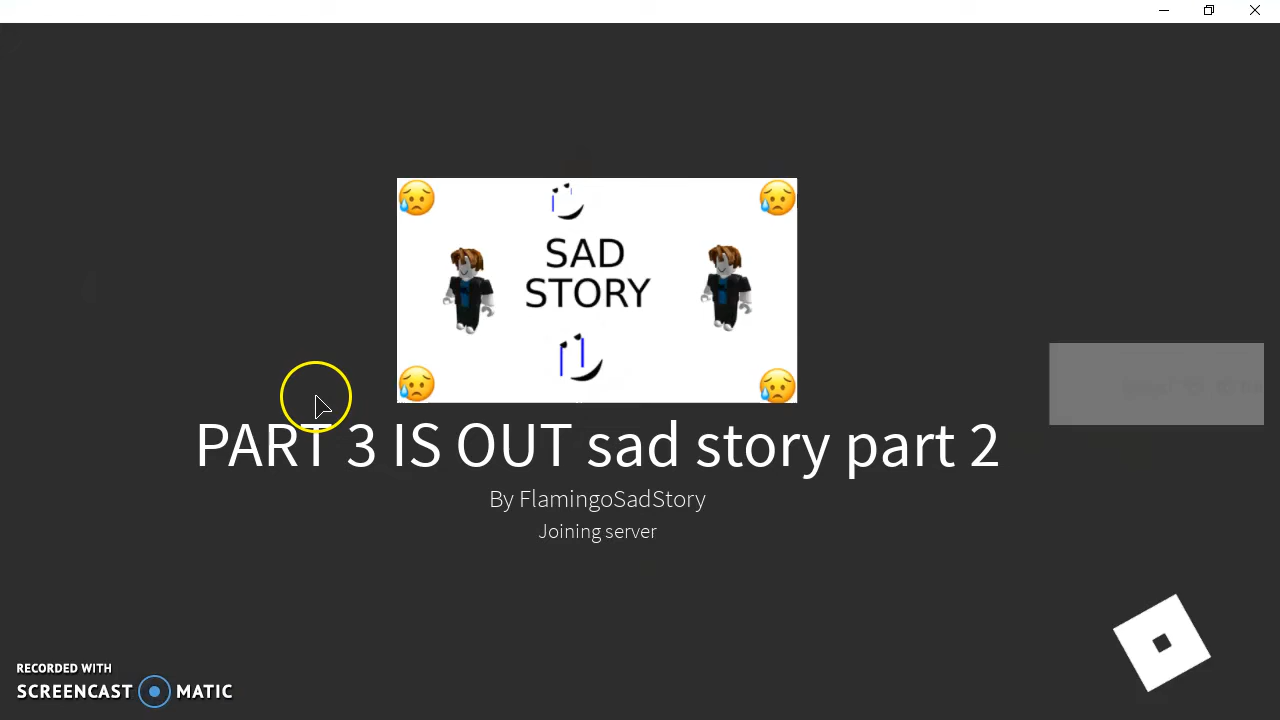 SAD
STORY
PART 3 IS OUT sad story part 2
By FlamingoSadStory
Joining server
RECORDED WITH
SCREENCAST MATIC